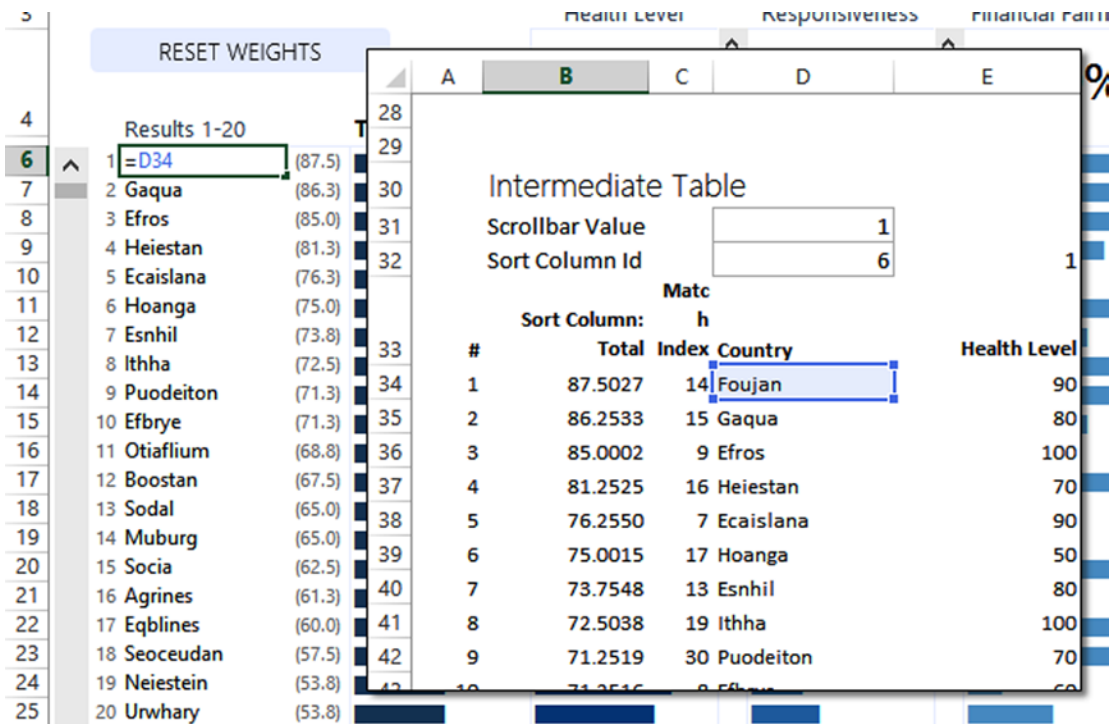 3 Health Level Responsiveness Financial
RESET WEIGHTS
%
4 Results 1-20
6 1 =D34 (87.5)
7 2 Gaqua (86.3)
8 3 Efros (85.0)
9 4 Heiestan (81.3)
10 5 Ecaislana (76.3)
11 6 Hoanga (75.0)
12 7 Esnhil (73.8)
13 8 Ithha (72.5)
14 9 Puodeiton (71.3)
15 10 Efbrye (71.3)
16 11 Otiaflium (68.8)
17 12 Boostan (67.5)
18 13 Sodal (65.0)
19 14 Muburg (65.0)
20 15 Socia (62.5)
21 16 Agrines (61.3)
22 17 Eqblines (60.0)
23 18 Seoceudan (57.5)
24 19 Neiestein (53.8)
25 20 Urwhary (53.8)
A B C D E
28
29
30 Intermediate Table
31 Scrollbar Value 1
32 Sort Column Id 6 1
Matc
Sort Column: h
33 # Total Index Country Health Level
34 1 87.5027 14 Foujan 90
35 2 86.2533 15 Gaqua 80
36 3 85.0002 9 Efros 100
37 4 81.2525 16 Heiestan 70
38 5 76.2550 7 Ecaislana 90
39 6 75.0015 17 Hoanga 50
40 7 73.7548 13 Esnhil 80
41 8 72.5038 19 Ithha 100
42 9 71.2519 30 Puodeiton 70